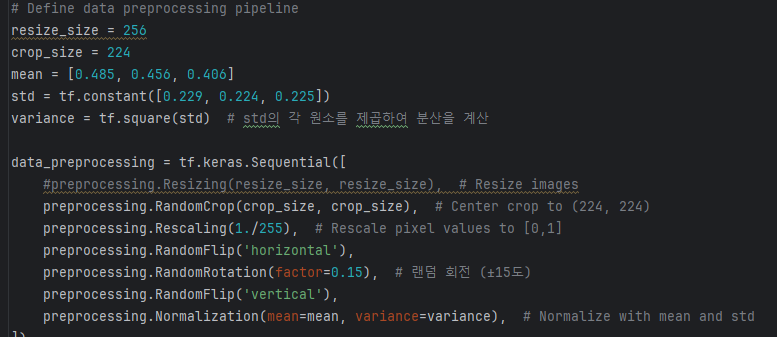 # Define data preprocessing pipeline
resize_size = 256
crop_size = 224
mean = [0.485, 0.456, 0.406]
std = tf.constant([0.229, 0.224, 0.225])
variance = tf.square(std)  # std의 각 원소를 제곱하여 분산을 계산

data_preprocessing = tf.keras.Sequential([
    #preprocessing.Resizing(resize_size, resize_size),  # Resize images
    preprocessing.RandomCrop(crop_size, crop_size),  # Center crop to (224, 224)
    preprocessing.Rescaling(1./255),  # Rescale pixel values to [0,1]
    preprocessing.RandomFlip('horizontal'),
    preprocessing.RandomRotation(factor=0.15),  # 랜덤 회전 (±15도)
    preprocessing.RandomFlip('vertical'),
    preprocessing.Normalization(mean=mean, variance=variance),  # Normalize with mean and std
])